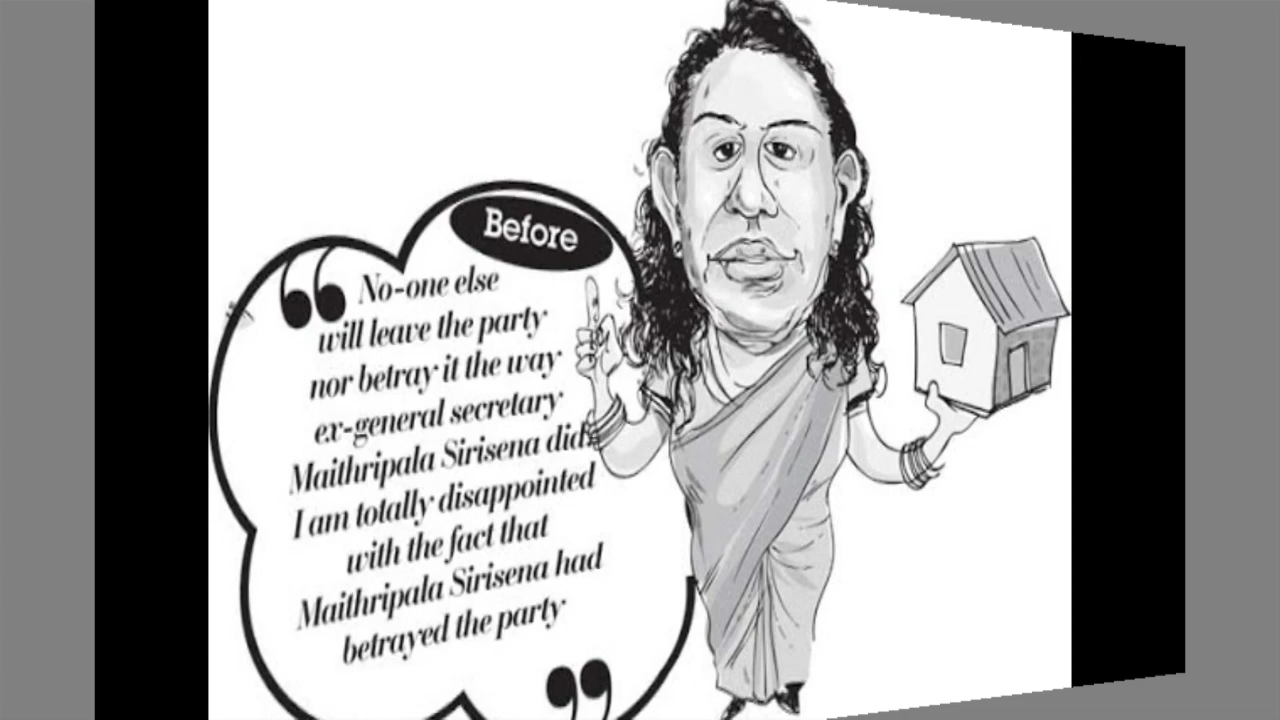 Before
“ No-one else
will leave the party
nor betray it the way
ex-general secretary
Maithripala Sirisena did.
I am totally disappointed
with the fact that
Maithripala Sirisena had
betrayed the party
”